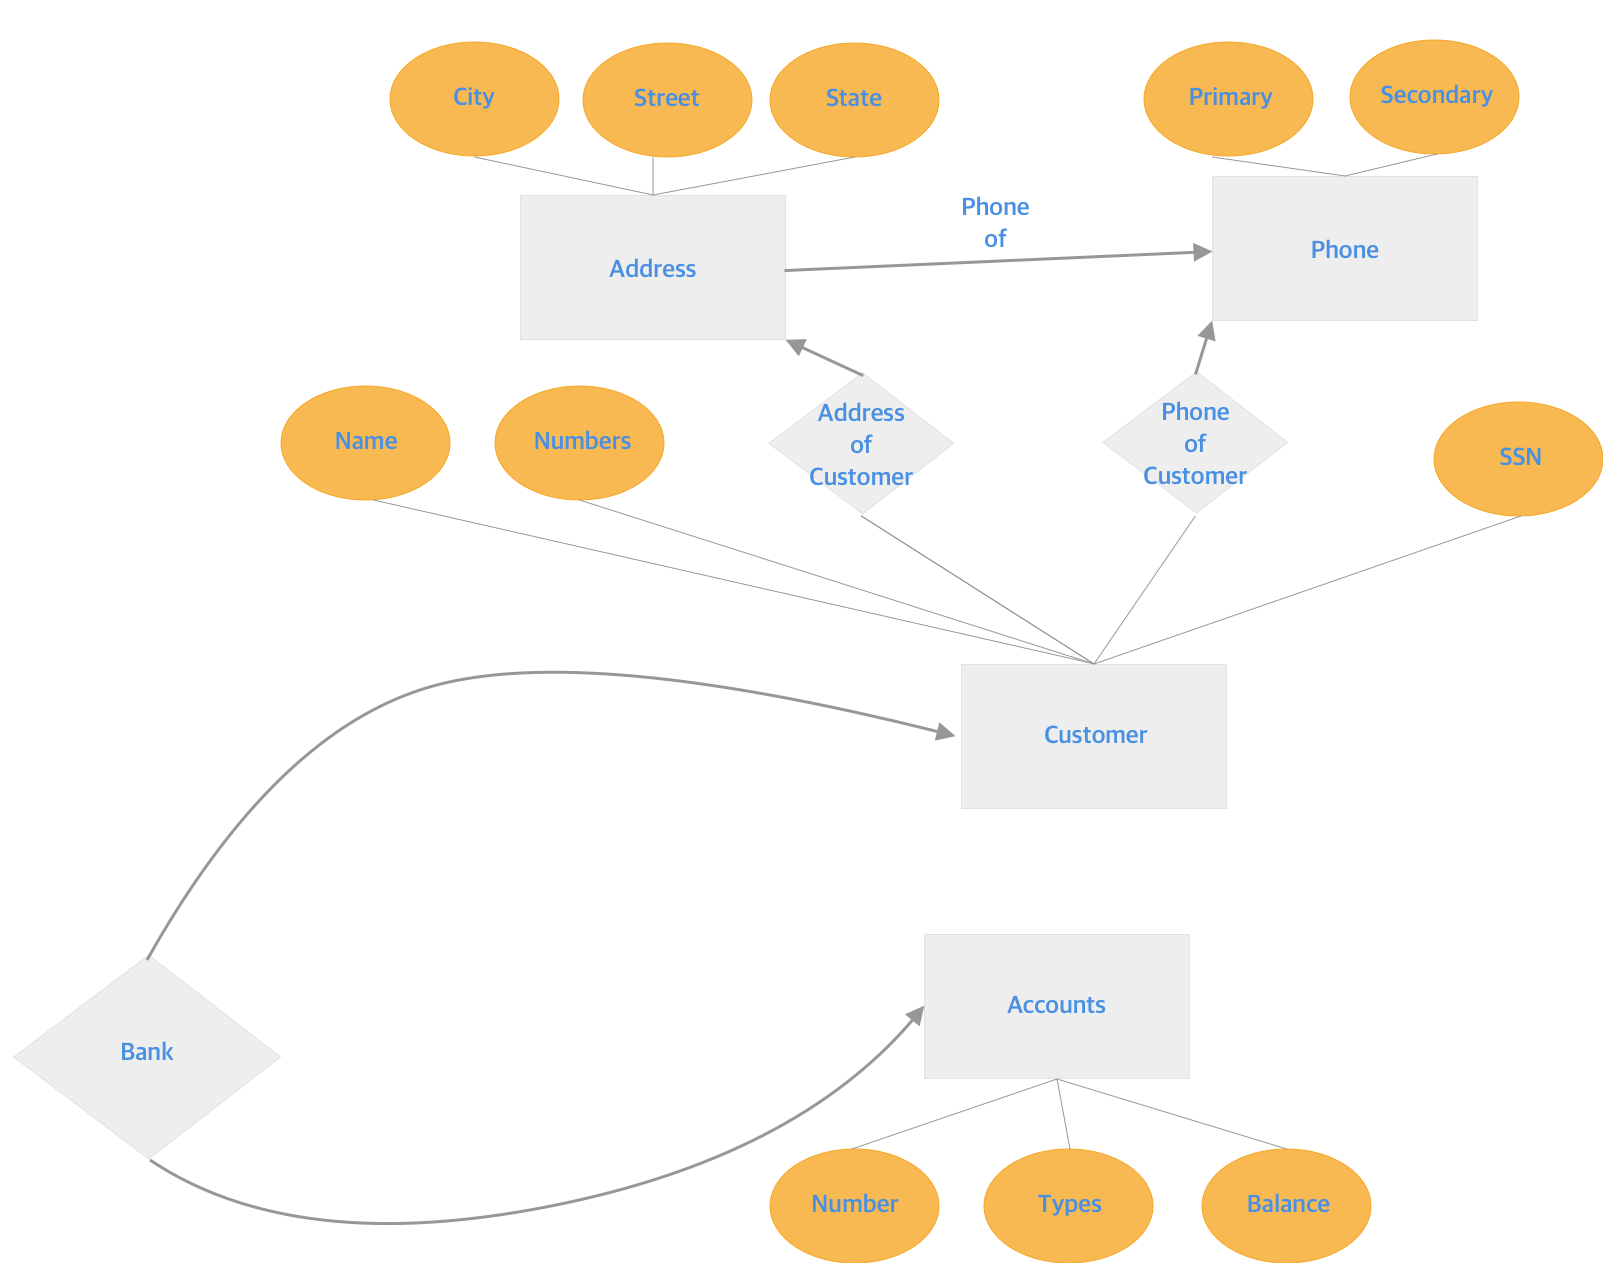 City
Street
State
Primary
Secondary
Phone
of
Address
Phone
Name
Numbers
Address
of
Customer
Phone
of
Customer
SSN
Customer
Accounts
Bank
Number
Types
Balance